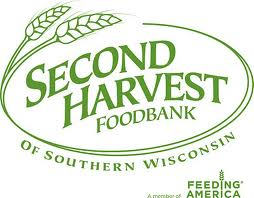 SECOND
HARVEST
FOODBANK
OF SOUTHERN WISCONSIN
A member of FEEDING
AMERICA